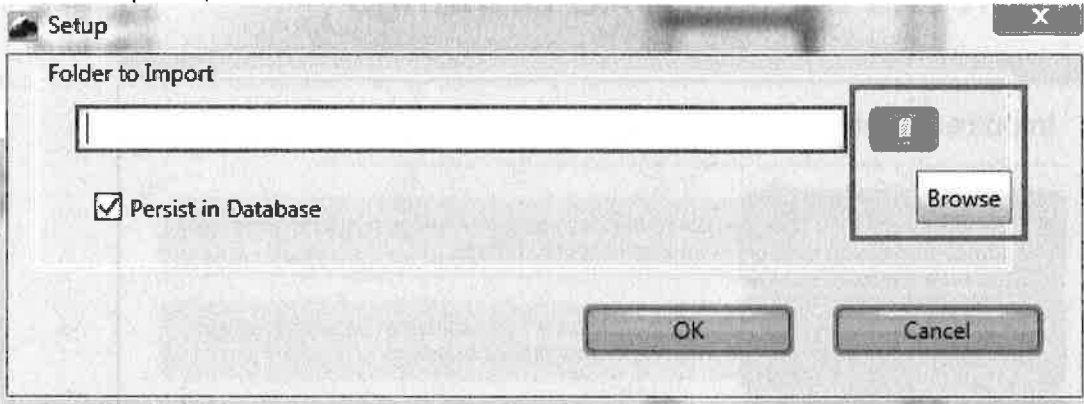 Setup
X
Folder to Import
Persist in Database
Browse
OK
Cancel